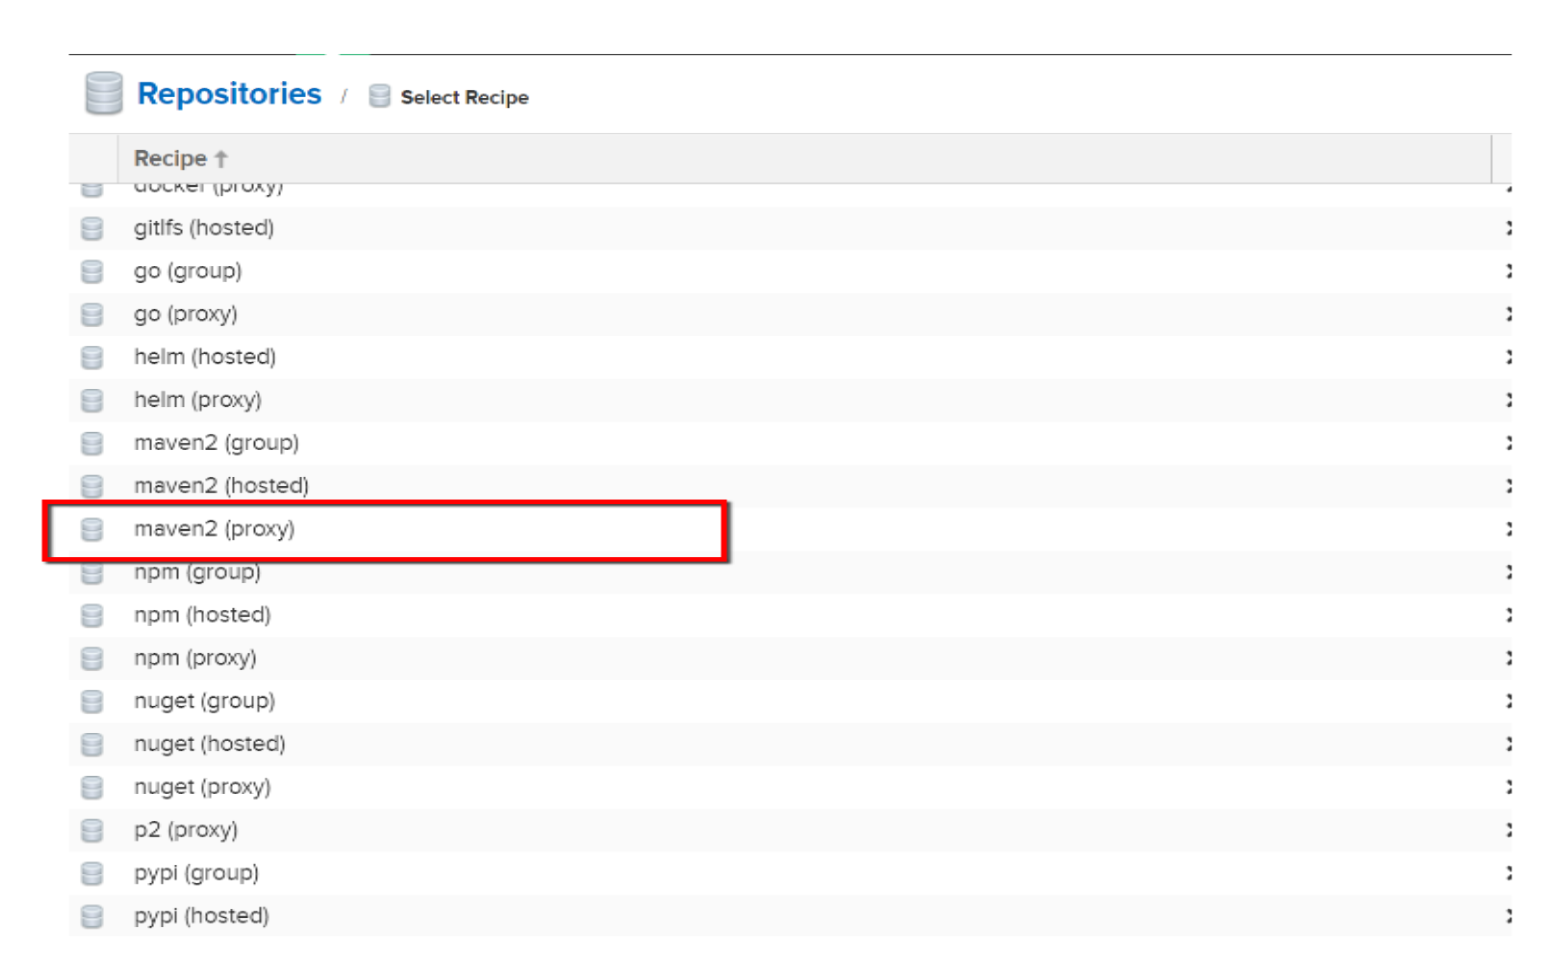 Repositories / Select Recipe
Recipe ↑
docker (proxy)
gitlfs (hosted)
go (group)
go (proxy)
helm (hosted)
helm (proxy)
maven2 (group)
maven2 (hosted)
maven2 (proxy)
npm (group)
npm (hosted)
npm (proxy)
nuget (group)
nuget (hosted)
nuget (proxy)
p2 (proxy)
pypi (group)
pypi (hosted)